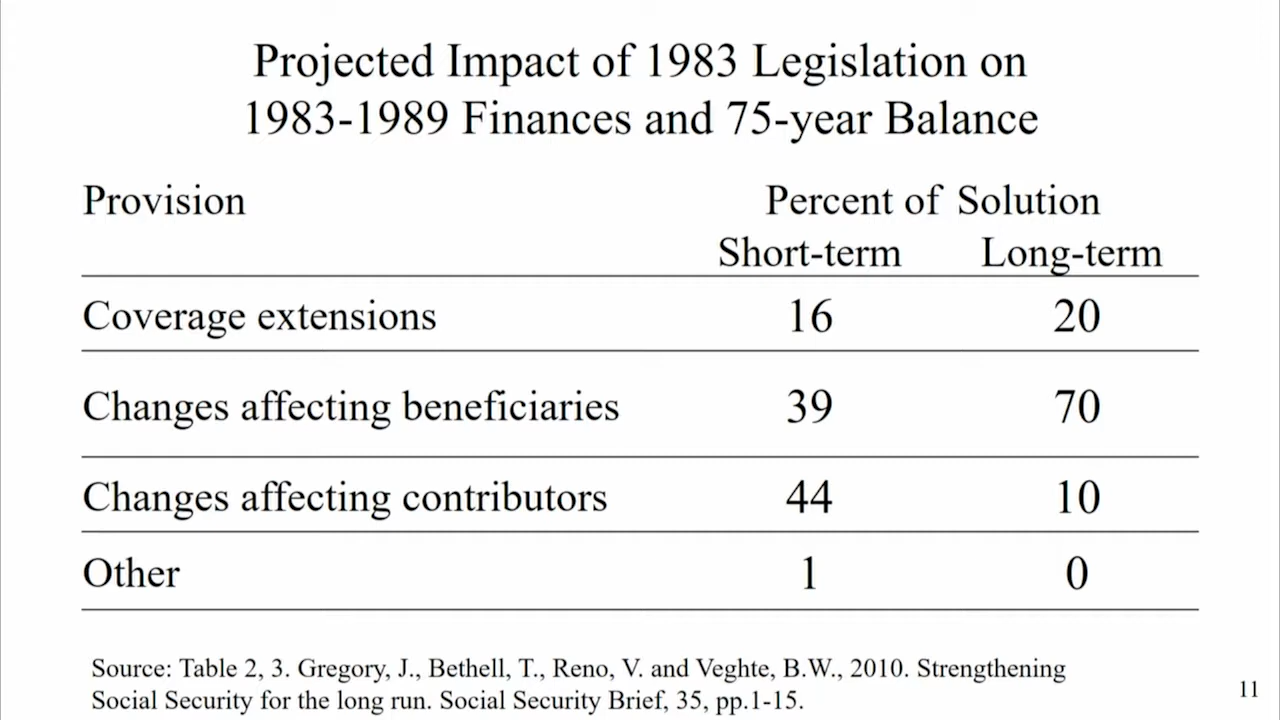 Projected Impact of 1983 Legislation on
1983-1989 Finances and 75-year Balance
Provision Percent of Solution
Short-term Long-term
Coverage extensions 16 20
Changes affecting beneficiaries 39 70
Changes affecting contributors 44 10
Other 1 0
Source: Table 2, 3. Gregory, J., Bethell, T., Reno, V. and Veghte, B.W., 2010. Strengthening
Social Security for the long run. Social Security Brief, 35, pp.1-15.
11